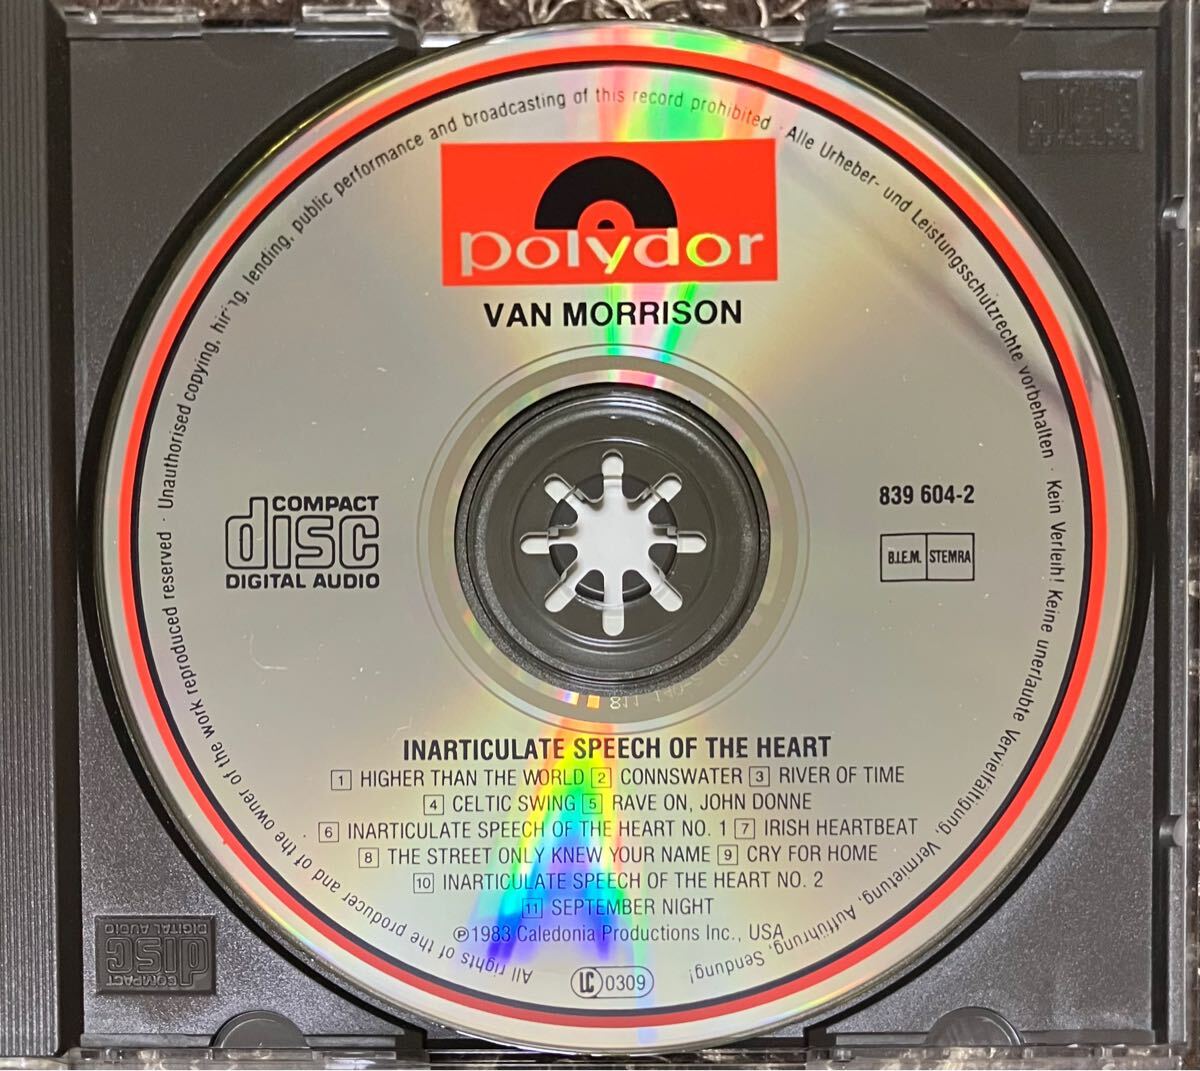 polydor
VAN MORRISON
COMPACT
disc
DIGITAL AUDIO
839 604-2
B.I.E.M. STEMRA
INARTICULATE SPEECH OF THE HEART
1 HIGHER THAN THE WORLD 2 CONNSWATER 3 RIVER OF TIME
4 CELTIC SWING 5 RAVE ON, JOHN DONNE
6 INARTICULATE SPEECH OF THE HEART NO. 1 7 IRISH HEARTBEAT
8 THE STREET ONLY KNEW YOUR NAME 9 CRY FOR HOME
10 INARTICULATE SPEECH OF THE HEART NO. 2
11 SEPTEMBER NIGHT
℗1983 Caledonia Productions Inc., USA
LC 0309
All rights of the producer and of the owner of the work reproduced reserved · Unauthorised copying, hiring, lending, public performance and broadcasting of this record prohibited · Alle Urheber- und Leistungsschutzrechte vorbehalten · Kein Verleih! Keine unerlaubte Vervielfältigung, Vermietung, Aufführung, Sendung!
COMPACT
disc
DIGITAL AUDIO